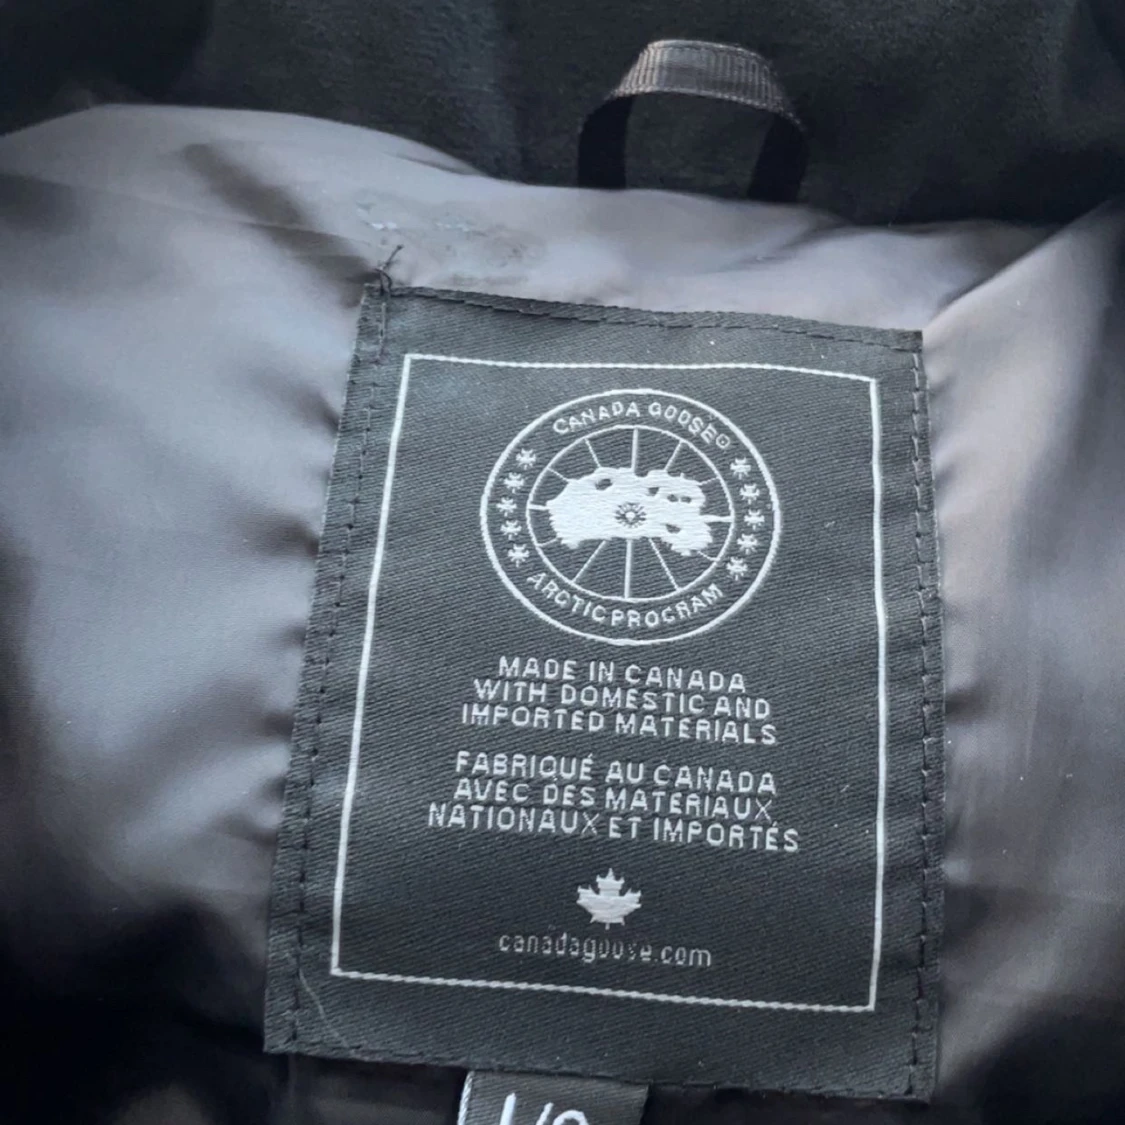 CANADA GOOSE®
ARCTIC PROGRAM
MADE IN CANADA
WITH DOMESTIC AND
IMPORTED MATERIALS
FABRIQUÉ AU CANADA
AVEC DES MATERIAUX
NATIONAUX ET IMPORTÉS
canadagoose.com